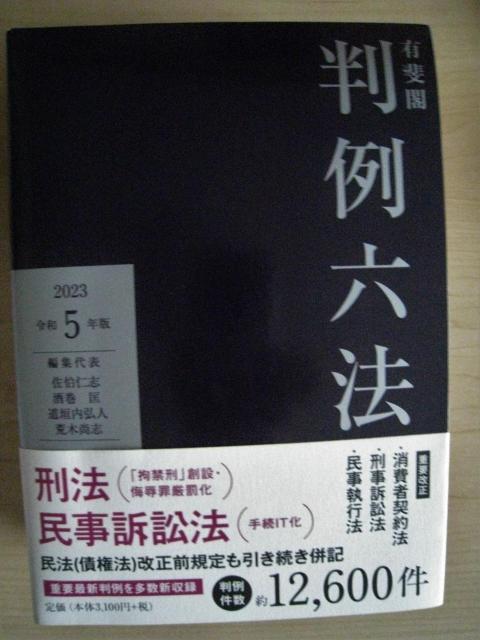 有斐閣
判例六法
2023
令和5年版
編集代表
佐伯仁志
酒巻 匡
道垣内弘人
荒木尚志
重要改正
・消費者契約法
・刑事訴訟法
・民事執行法
刑法(「拘禁刑」創設・
侮辱罪厳罰化)
民事訴訟法(手続IT化)
民法(債権法)改正前規定も引き続き併記
重要最新判例を多数新収録
判例件数 約12,600件
定価(本体3,100円+税)